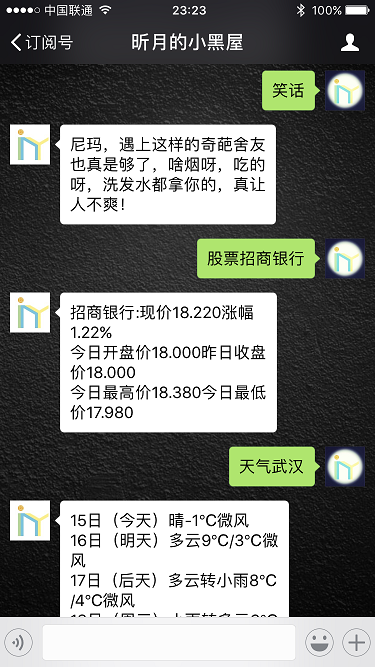 中国联通 23:23 100%
订阅号 昕月的小黑屋
笑话
尼玛，遇上这样的奇葩舍友
也真是够了，啥烟呀，吃的
呀，洗发水都拿你的，真让
人不爽！
股票招商银行
招商银行:现价18.220涨幅
1.22%
今日开盘价18.000昨日收盘
价18.000
今日最高价18.380今日最低
价17.980
天气武汉
15日（今天）晴-1℃微风
16日（明天）多云9℃/3℃微
风
17日（后天）多云转小雨8℃
/4℃微风